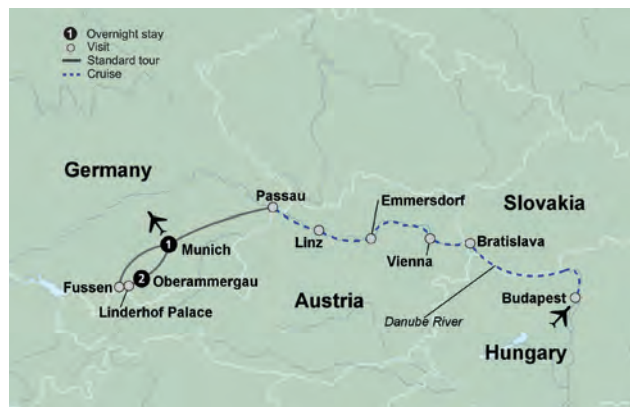 1 Overnight stay
Visit
Standard tour
Cruise
Germany
Passau
Emmersdorf
Slovakia
Linz
Vienna
Bratislava
1 Munich
Fussen
2 Oberammergau
Linderhof Palace
Austria
Danube River
Budapest
Hungary